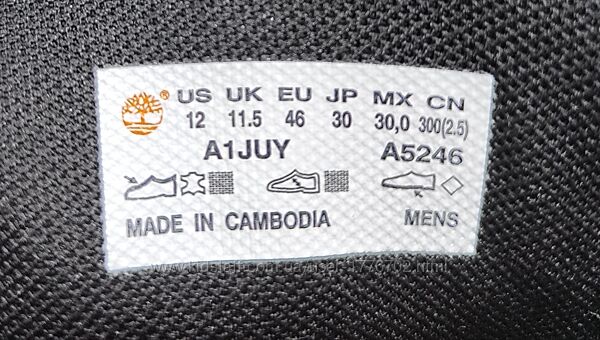 ® US UK EU JP MX CN
12 11.5 46 30 30,0 300(2.5)
A1JUY A5246
MADE IN CAMBODIA MENS